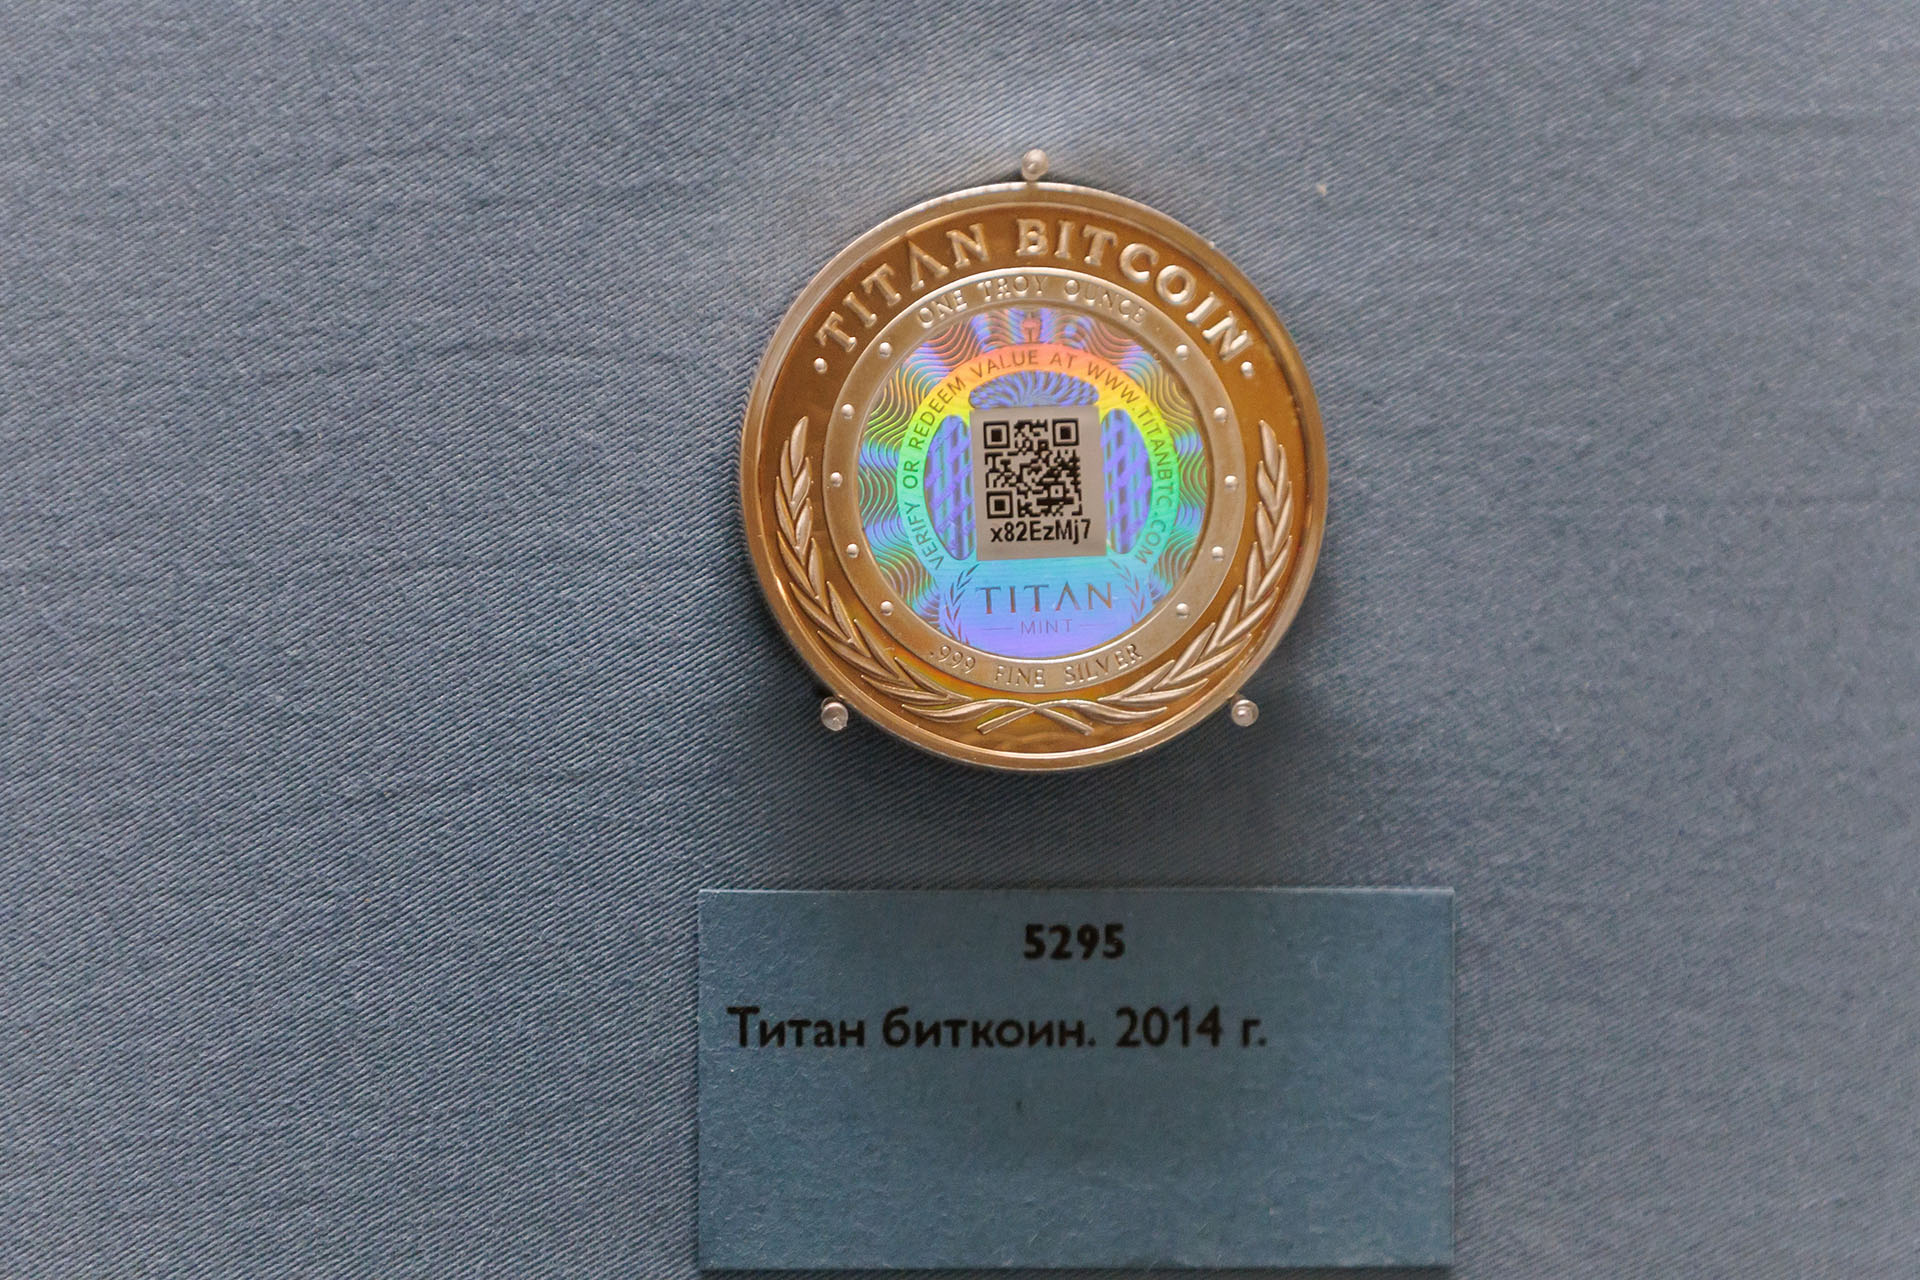 · TITAN BITCOIN ·
ONE TROY OUNCE
VERIFY OR REDEEM VALUE AT WWW.TITANBTC.COM
x82EzMj7
TITAN
MINT
.999 FINE SILVER
5295
Титан биткоин. 2014 г.